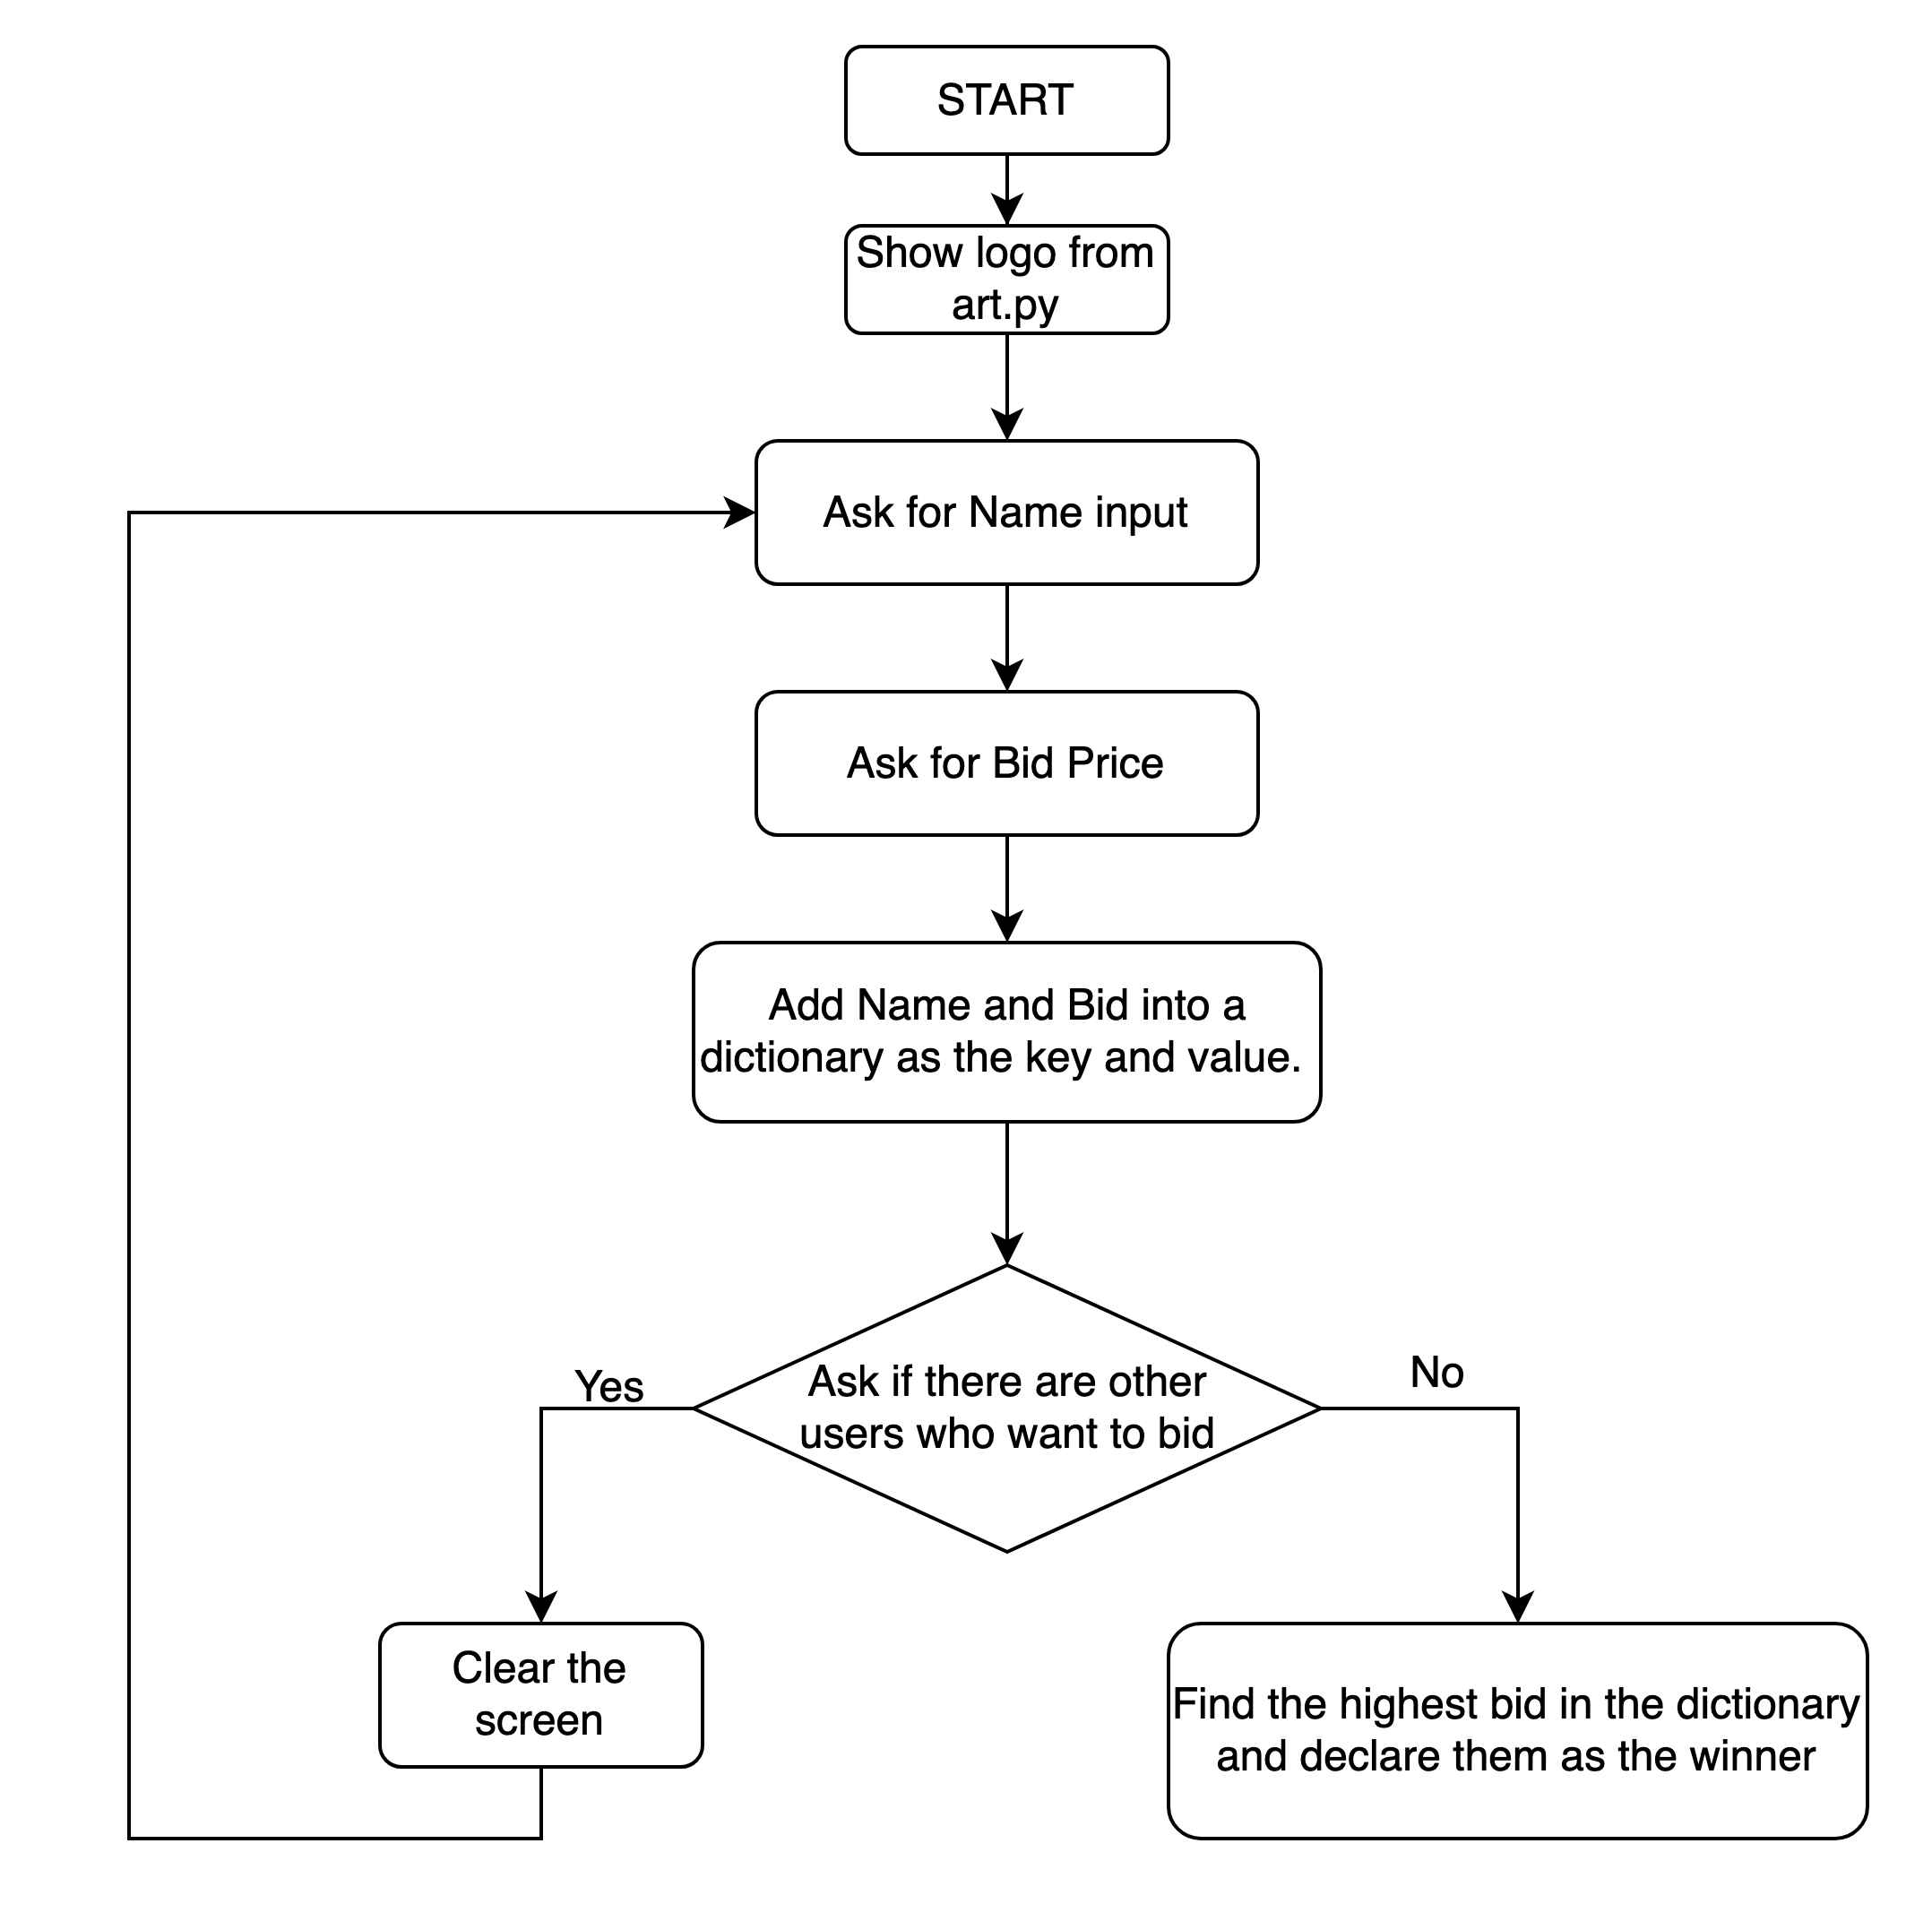 START
Show logo from
art.py
Ask for Name input
Ask for Bid Price
Add Name and Bid into a
dictionary as the key and value.
Ask if there are other
users who want to bid
Yes
No
Clear the
screen
Find the highest bid in the dictionary
and declare them as the winner